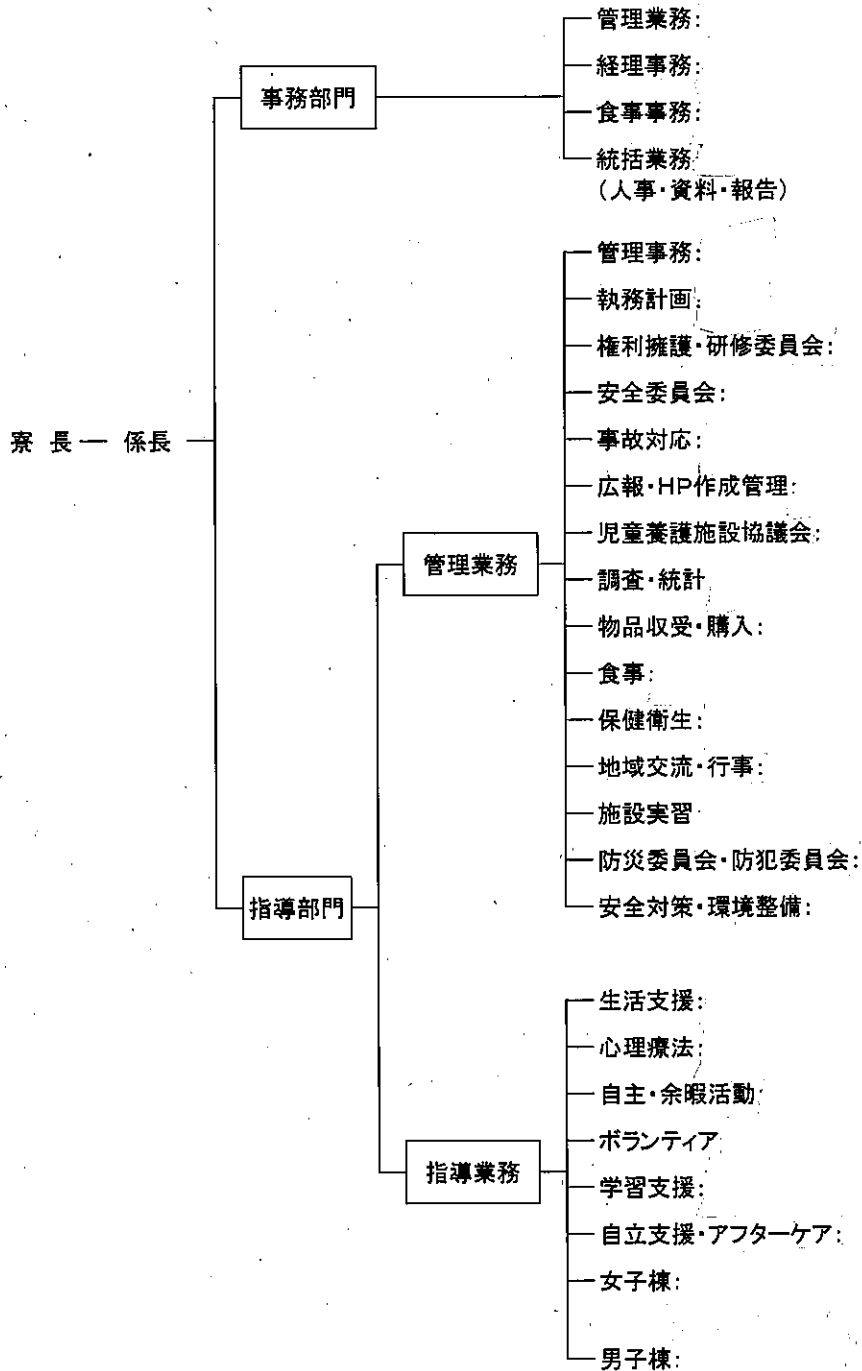 管理業務:
経理事務:
事務部門
食事事務:
統括業務
(人事・資料・報告)
管理事務:
執務計画:
権利擁護・研修委員会:
安全委員会:
寮 長 ― 係長
事故対応:
広報・HP作成管理:
児童養護施設協議会:
管理業務
調査・統計
物品収受・購入:
食事:
保健衛生:
地域交流・行事:
施設実習
防災委員会・防犯委員会:
指導部門
安全対策・環境整備:
生活支援:
心理療法:
自主・余暇活動
ボランティア
指導業務
学習支援:
自立支援・アフターケア:
女子棟:
男子棟: